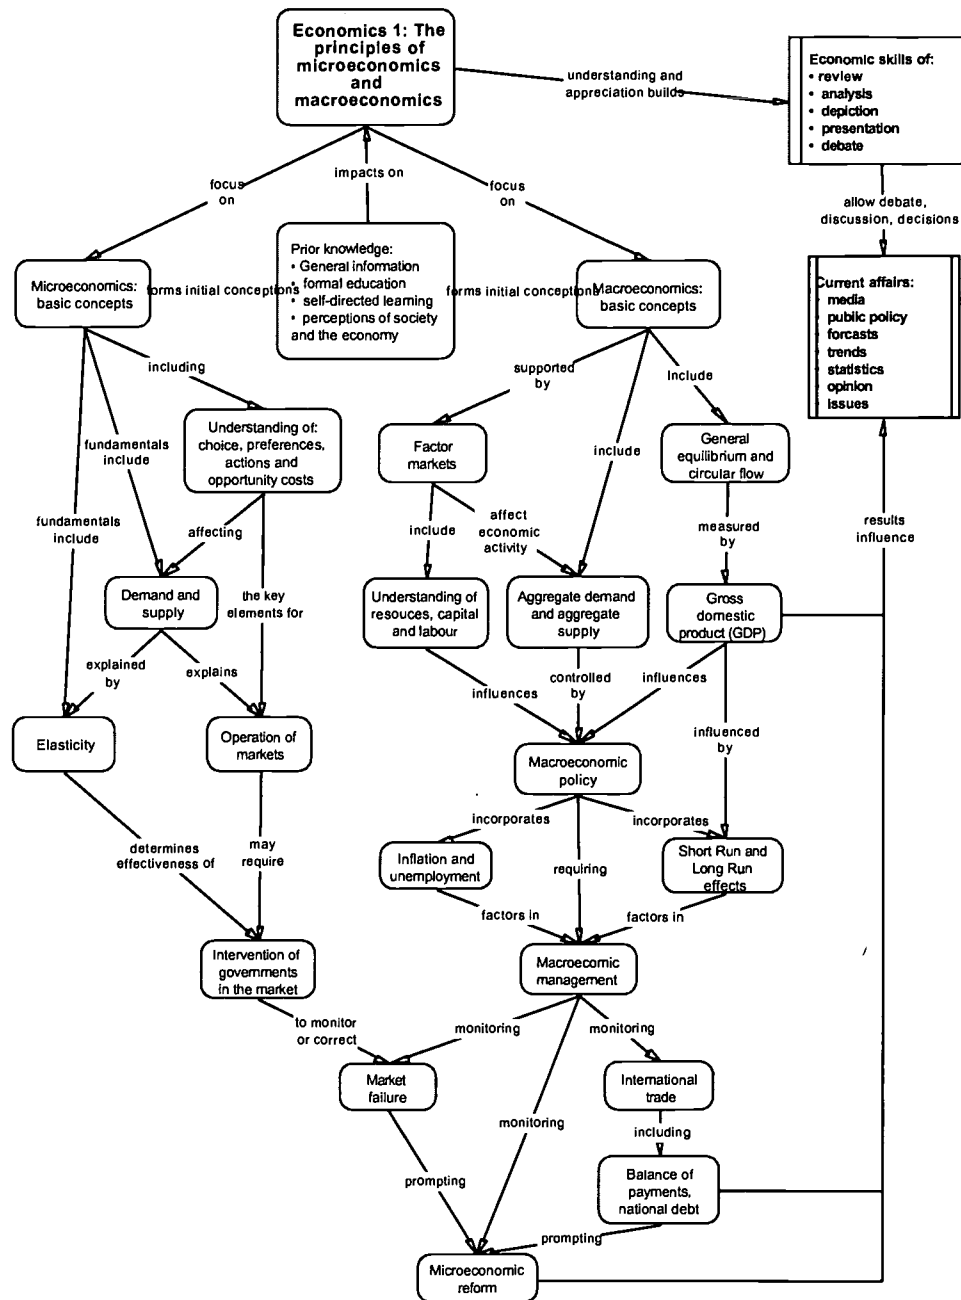 Economics 1: The
principles of
microeconomics
and
macroeconomics
understanding and
appreciation builds
Economic skills of:
• review
• analysis
• depiction
• presentation
• debate
focus
on
impacts on
focus
on
allow debate,
discussion, decisions
Microeconomics:
basic concepts
forms initial conceptions
Prior knowledge:
• General information
• formal education
• self-directed learning
• perceptions of society
and the economy
forms initial conceptions
Macroeconomics:
basic concepts
Current affairs:
• media
• public policy
• forcasts
• trends
• statistics
• opinion
• issues
including
supported
by
Include
fundamentals
include
Understanding of:
choice, preferences,
actions and
opportunity costs
Factor
markets
include
General
equilibrium and
circular flow
fundamentals
include
affecting
include
affect
economic
activity
measured
by
results
influence
Demand and
supply
the key
elements for
Understanding of
resouces, capital
and labour
Aggregate demand
and aggregate
supply
Gross
domestic
product (GDP)
explained
by
explains
influences
controlled
by
influences
influenced
by
Elasticity
Operation of
markets
Macroeconomic
policy
incorporates
incorporates
determines
effectiveness of
may
require
Inflation and
unemployment
requiring
Short Run and
Long Run
effects
factors in
factors in
Intervention of
governments
in the market
Macroecomic
management
to monitor
or correct
monitoring
monitoring
Market
failure
International
trade
monitoring
including
prompting
Balance of
payments,
national debt
prompting
Microeconomic
reform